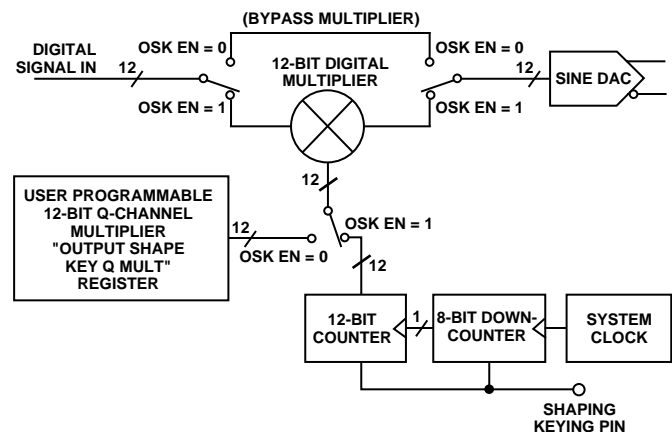 (BYPASS MULTIPLIER)
DIGITAL
SIGNAL IN
12
OSK EN = 0
OSK EN = 1
12-BIT DIGITAL
MULTIPLIER
OSK EN = 0
OSK EN = 1
12
SINE DAC
12
USER PROGRAMMABLE
12-BIT Q-CHANNEL
MULTIPLIER
"OUTPUT SHAPE
KEY Q MULT"
REGISTER
12
OSK EN = 0
OSK EN = 1
12
12-BIT
COUNTER
1
8-BIT DOWN-
COUNTER
SYSTEM
CLOCK
SHAPING
KEYING PIN